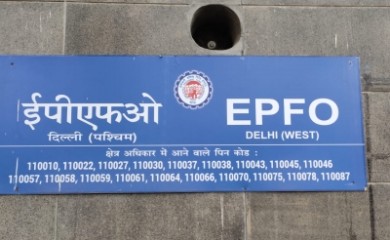 ईपीएफओ EPFO
दिल्ली (पश्चिम) DELHI (WEST)
क्षेत्र अधिकार में आने वाले पिन कोड :
110010, 110022, 110027, 110030, 110037, 110038, 110043, 110045, 110046
110057, 110058, 110059, 110061, 110064, 110066, 110070, 110075, 110078, 110087